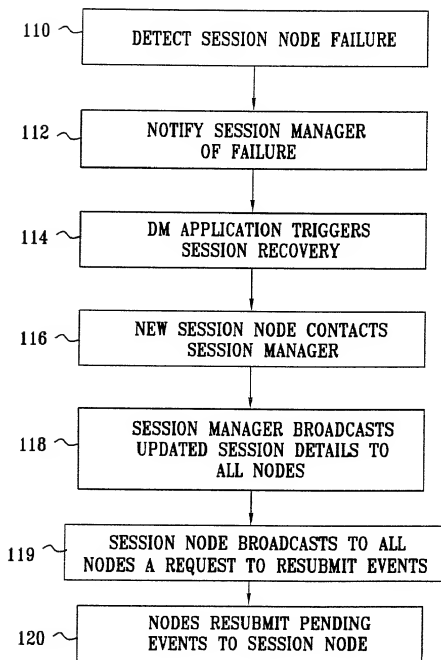 110
DETECT SESSION NODE FAILURE
112
NOTIFY SESSION MANAGER
OF FAILURE
114
DM APPLICATION TRIGGERS
SESSION RECOVERY
116
NEW SESSION NODE CONTACTS
SESSION MANAGER
118
SESSION MANAGER BROADCASTS
UPDATED SESSION DETAILS TO
ALL NODES
119
SESSION NODE BROADCASTS TO ALL
NODES A REQUEST TO RESUBMIT EVENTS
120
NODES RESUBMIT PENDING
EVENTS TO SESSION NODE